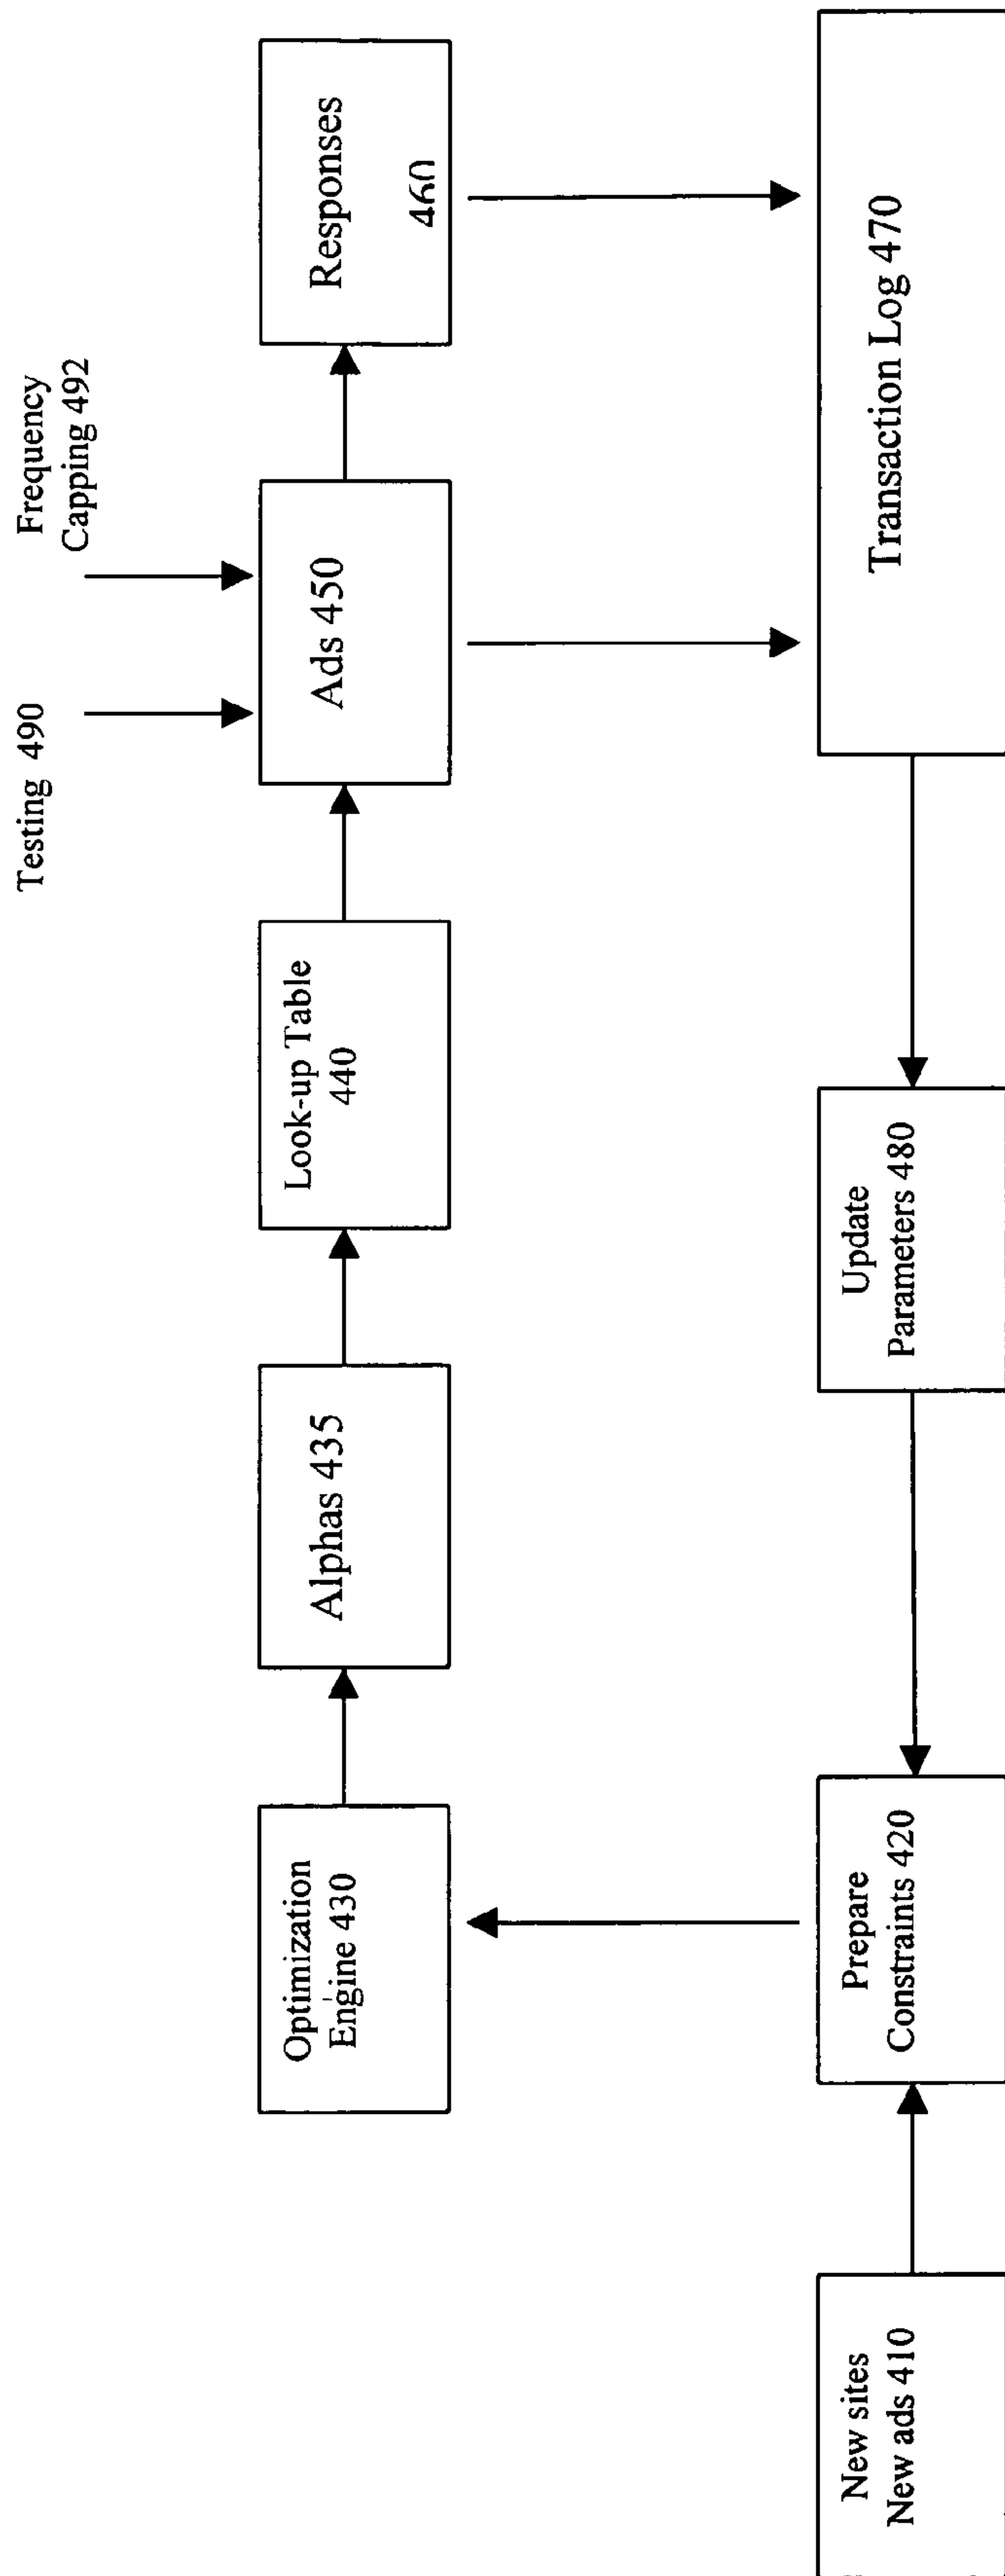 Testing 490
Frequency
Capping 492
Optimization
Engine 430
Alphas 435
Look-up Table
440
Ads 450
Responses
460
New sites
New ads 410
Prepare
Constraints 420
Update
Parameters 480
Transaction Log 470